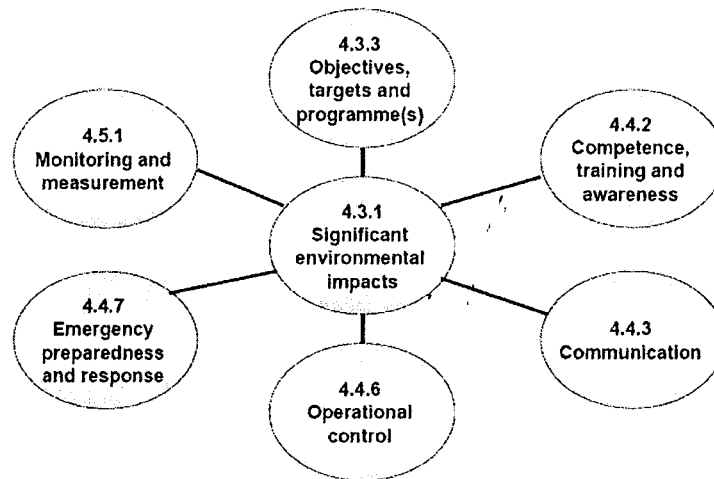 4.3.3
Objectives,
targets and
programme(s)
4.5.1
Monitoring and
measurement
4.4.2
Competence,
training and
awareness
4.3.1
Significant
environmental
impacts
4.4.7
Emergency
preparedness
and response
4.4.3
Communication
4.4.6
Operational
control